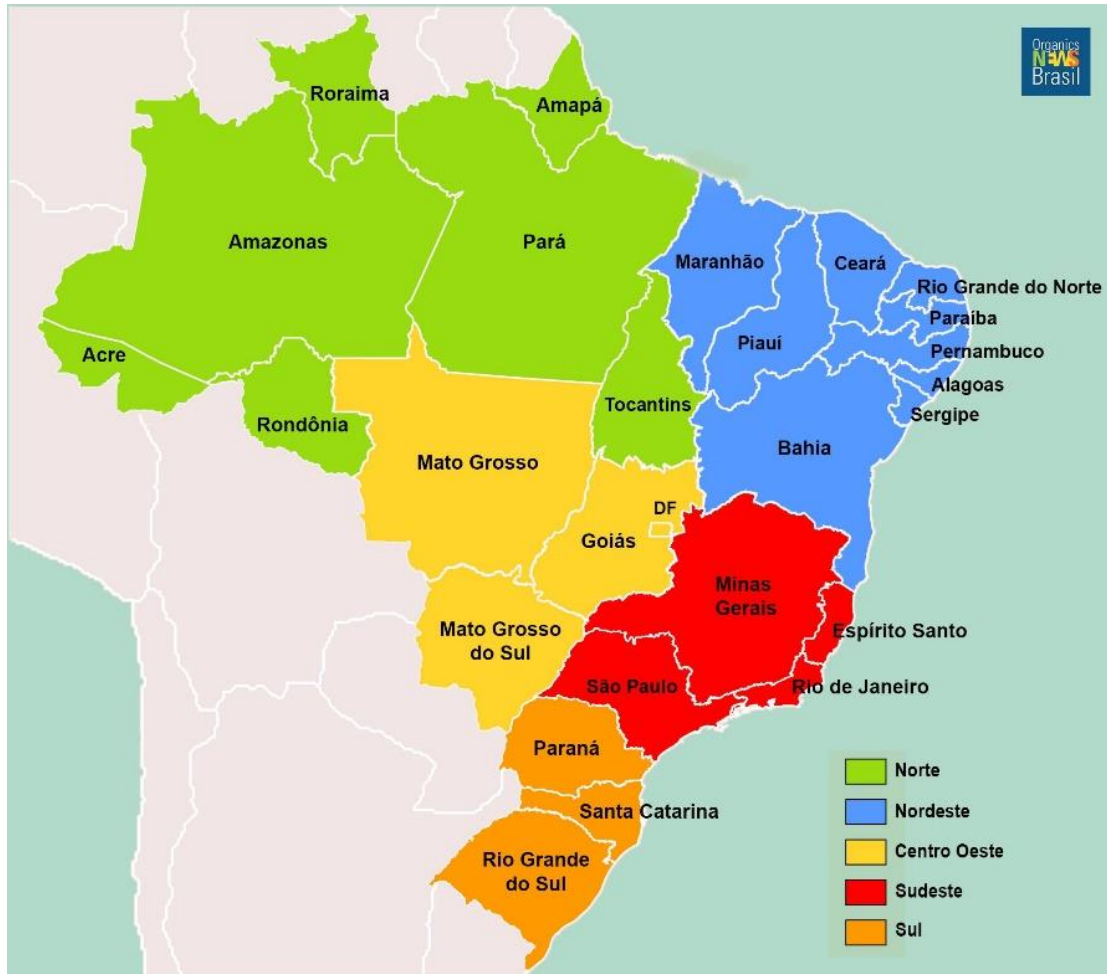 Organics
NEWS
Brasil
Roraima
Amapá
Amazonas
Pará
Maranhão
Ceará
Rio Grande do Norte
Paraíba
Piauí
Pernambuco
Acre
Alagoas
Tocantins
Sergipe
Rondônia
Bahia
Mato Grosso
DF
Goiás
Minas
Gerais
Mato Grosso
do Sul
Espírito Santo
São Paulo
Rio de Janeiro
Paraná
Santa Catarina
Rio Grande
do Sul
Norte
Nordeste
Centro Oeste
Sudeste
Sul